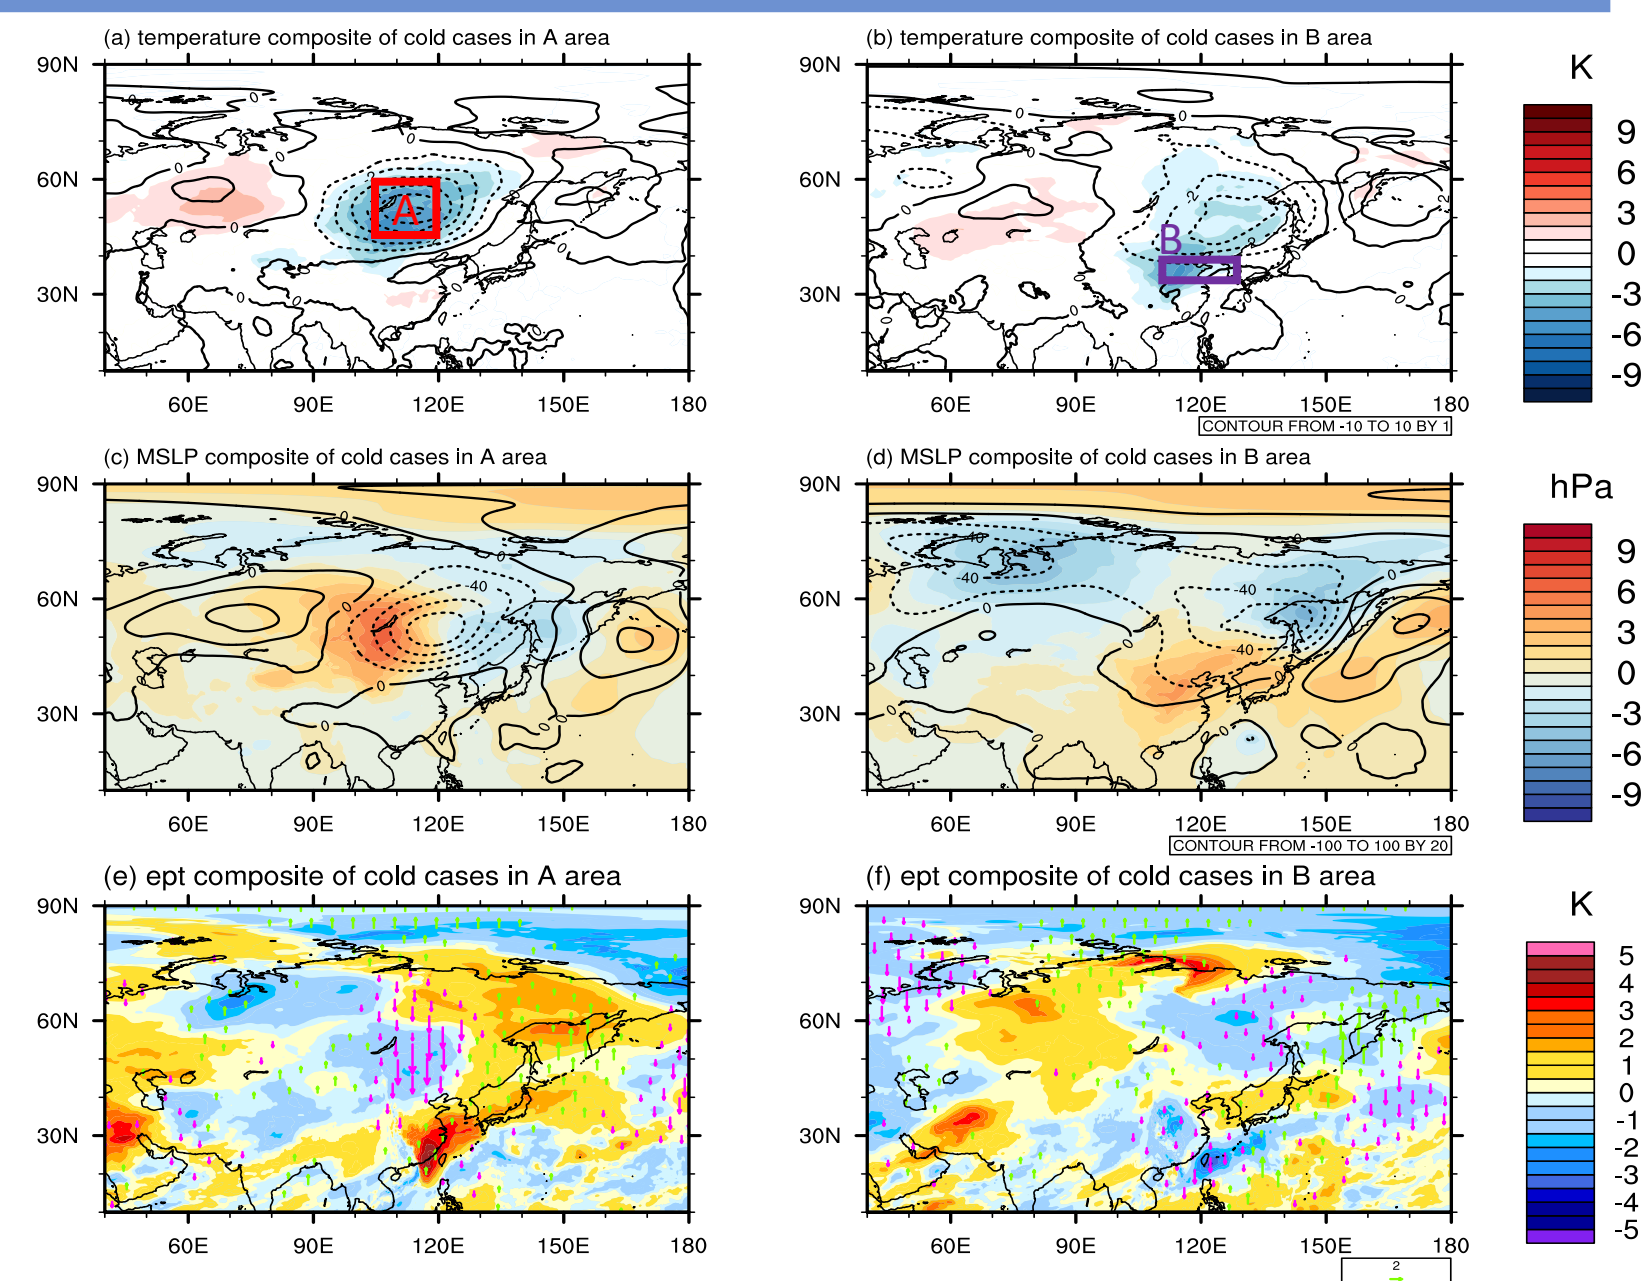 (a) temperature composite of cold cases in A area
(b) temperature composite of cold cases in B area
K
90N
60N
30N
A
0
60E 90E 120E 150E 180
90N
60N
30N
B
-2
0
60E 90E 120E 150E 180
CONTOUR FROM -10 TO 10 BY 1
9
6
3
0
-3
-6
-9
(c) MSLP composite of cold cases in A area
(d) MSLP composite of cold cases in B area
hPa
90N
60N
30N
0
-40
60E 90E 120E 150E 180
90N
60N
30N
0
-40
-40
-40
-40
60E 90E 120E 150E 180
CONTOUR FROM -100 TO 100 BY 20
9
6
3
0
-3
-6
-9
(e) ept composite of cold cases in A area
(f) ept composite of cold cases in B area
K
90N
60N
30N
60E 90E 120E 150E 180
90N
60N
30N
60E 90E 120E 150E 180
5
4
3
2
1
0
-1
-2
-3
-4
-5
2